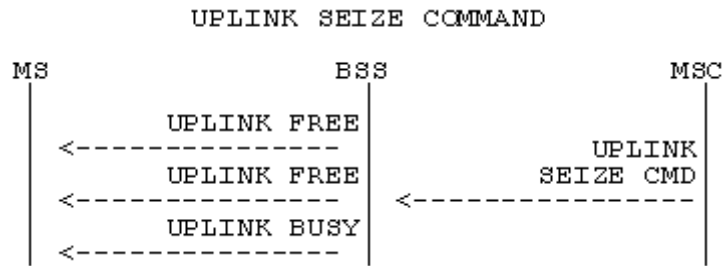 UPLINK SEIZE COMMAND
MS BSS MSC
UPLINK FREE
UPLINK
UPLINK FREE SEIZE CMD
UPLINK BUSY